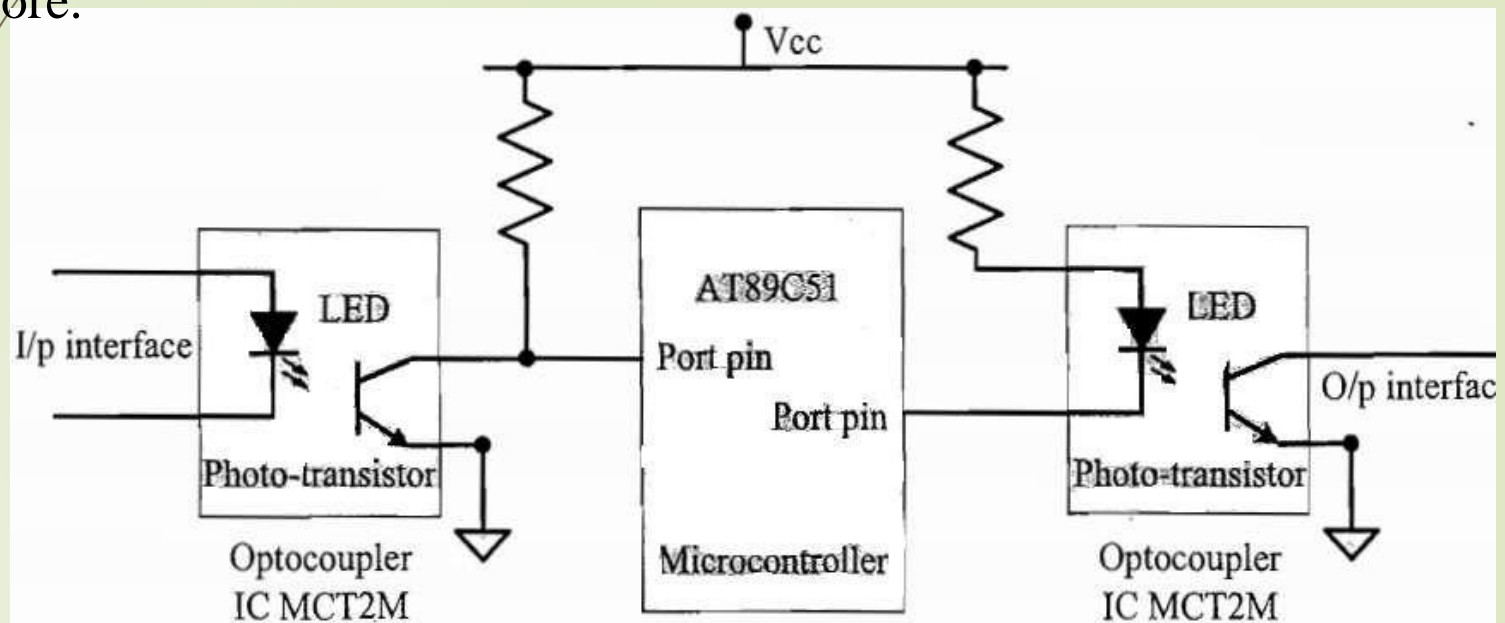 ore.
Vcc
LED
I/p interface
Photo-transistor
Optocoupler
IC MCT2M
AT89C51
Port pin
Port pin
Microcontroller
LED
O/p interfac
Photo-transistor
Optocoupler
IC MCT2M